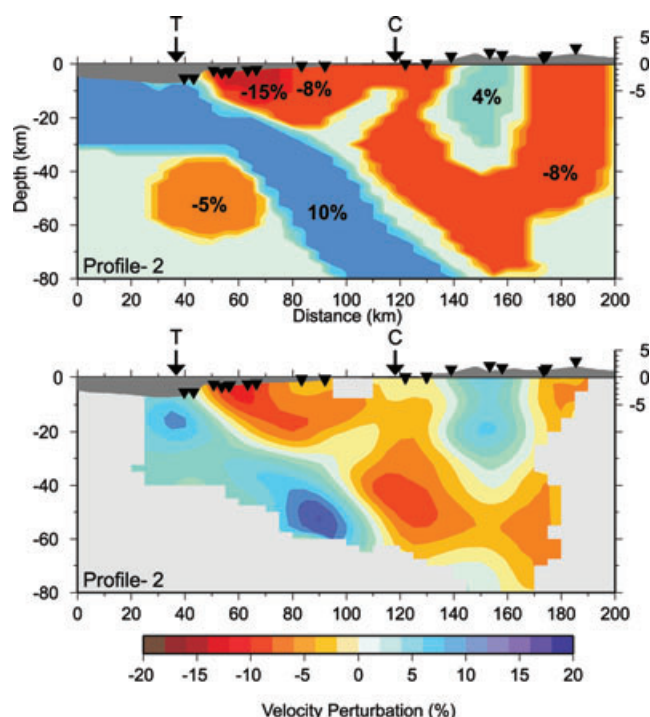 T C
0 5
-15% -8% 4% 0
-20 -5
-40
-5% 10% -8%
-60
Profile- 2
-80
0 20 40 60 80 100 120 140 160 180 200
Depth (km)
Distance (km)
T C
5
0 0
-20 -5
-40
-60
Profile- 2
-80
0 20 40 60 80 100 120 140 160 180 200
-20 -15 -10 -5 0 5 10 15 20
Velocity Perturbation (%)